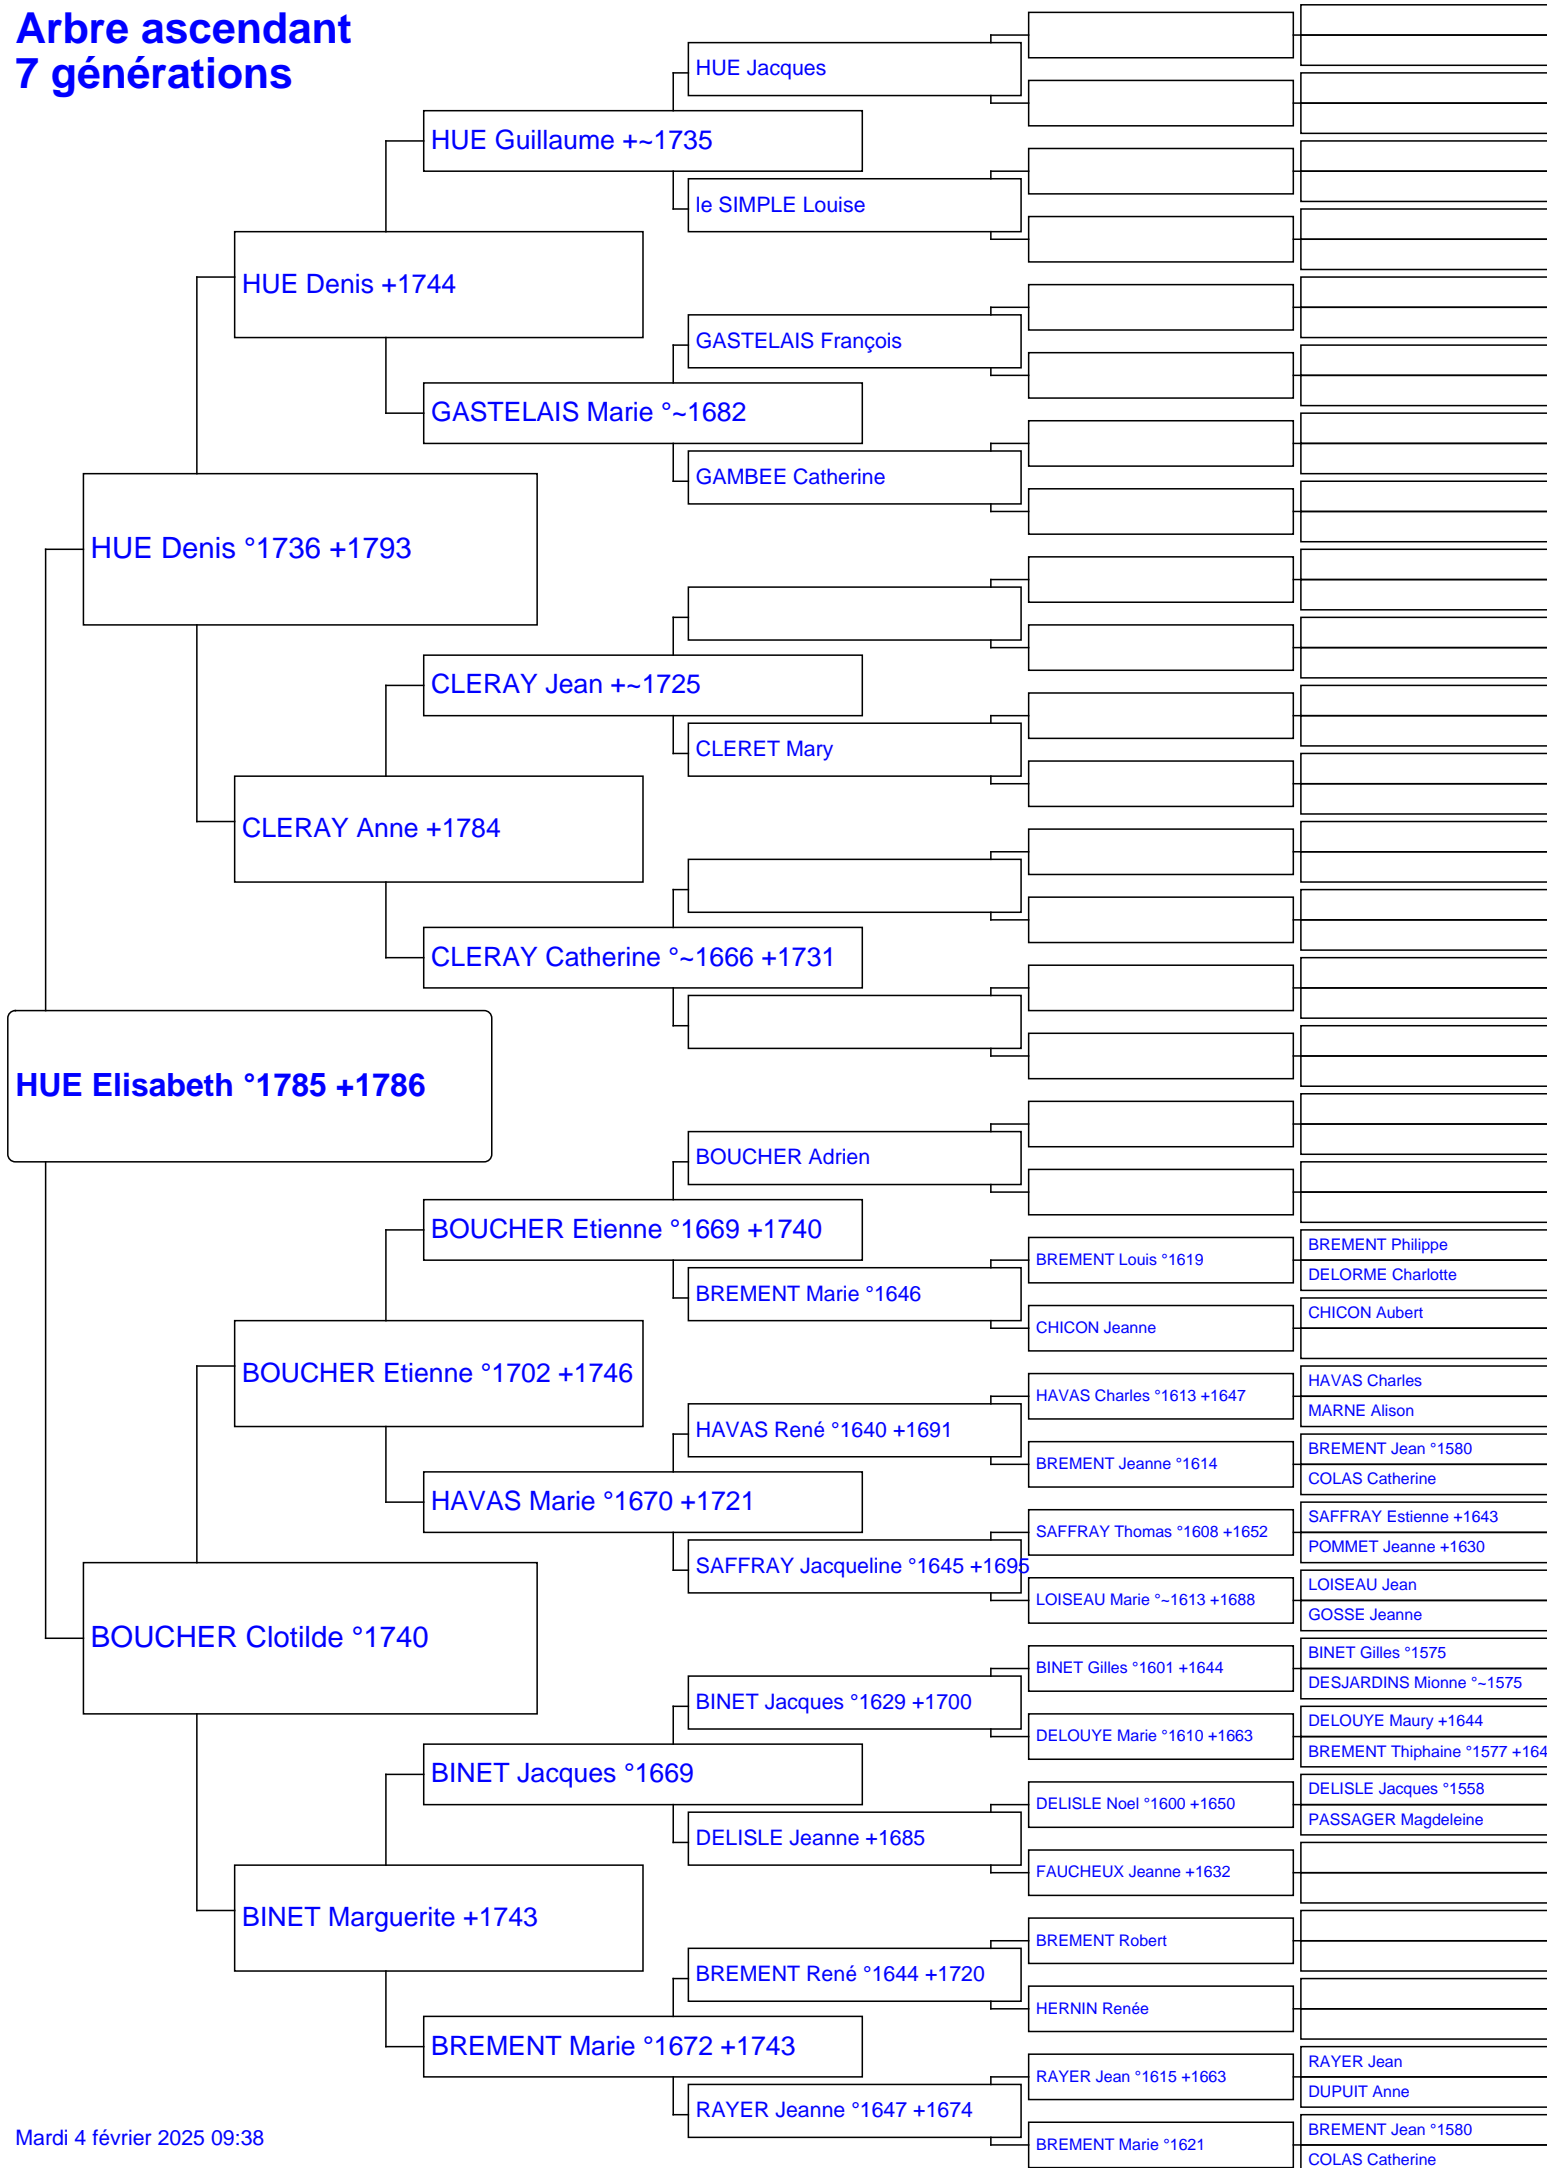 Arbre ascendant
7 générations
HUE Jacques
HUE Guillaume +~1735
le SIMPLE Louise
HUE Denis +1744
GASTELAIS François
GASTELAIS Marie °~1682
GAMBEE Catherine
HUE Denis °1736 +1793
CLERAY Jean +~1725
CLERET Mary
CLERAY Anne +1784
CLERAY Catherine °~1666 +1731
HUE Elisabeth °1785 +1786
BOUCHER Adrien
BOUCHER Etienne °1669 +1740
BREMENT Philippe
BREMENT Louis °1619
DELORME Charlotte
BREMENT Marie °1646
CHICON Aubert
CHICON Jeanne
BOUCHER Etienne °1702 +1746
HAVAS Charles
HAVAS Charles °1613 +1647
MARNE Alison
HAVAS René °1640 +1691
BREMENT Jean °1580
BREMENT Jeanne °1614
COLAS Catherine
HAVAS Marie °1670 +1721
SAFFRAY Estienne +1643
SAFFRAY Thomas °1608 +1652
POMMET Jeanne +1630
SAFFRAY Jacqueline °1645 +1695
LOISEAU Jean
LOISEAU Marie °~1613 +1688
GOSSE Jeanne
BOUCHER Clotilde °1740
BINET Gilles °1575
BINET Gilles °1601 +1644
DESJARDINS Mionne °~1575
BINET Jacques °1629 +1700
DELOUYE Maury +1644
DELOUYE Marie °1610 +1663
BREMENT Thiphaine °1577 +164
BINET Jacques °1669
DELISLE Jacques °1558
DELISLE Noel °1600 +1650
PASSAGER Magdeleine
DELISLE Jeanne +1685
FAUCHEUX Jeanne +1632
BINET Marguerite +1743
BREMENT Robert
BREMENT René °1644 +1720
HERNIN Renée
BREMENT Marie °1672 +1743
RAYER Jean
RAYER Jean °1615 +1663
DUPUIT Anne
RAYER Jeanne °1647 +1674
BREMENT Jean °1580
BREMENT Marie °1621
COLAS Catherine
Mardi 4 février 2025 09:38